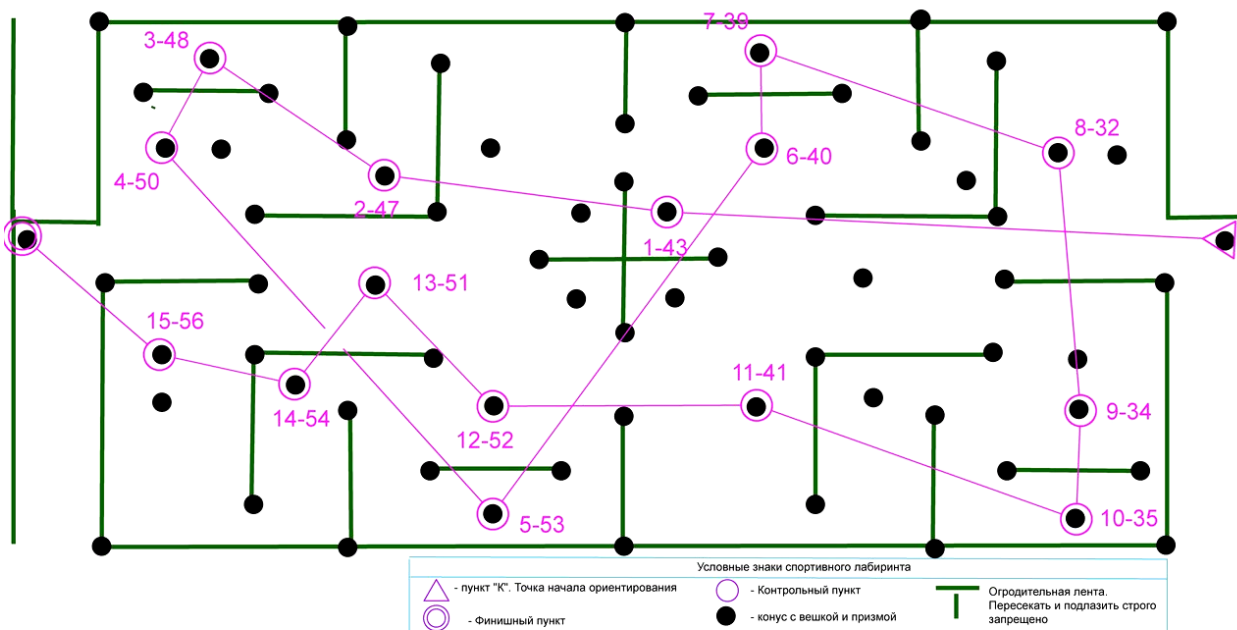 7-39
3-48
8-32
6-40
4-50
2-47
1-43
13-51
15-56
11-41
14-54
12-52
9-34
5-53
10-35
Условные знаки спортивного лабиринта
- пункт "К". Точка начала ориентирования
- Контрольный пункт
Огродительная лента.
Пересекать и подлазить строго
запрещено
- Финишный пункт
- конус с вешкой и призмой